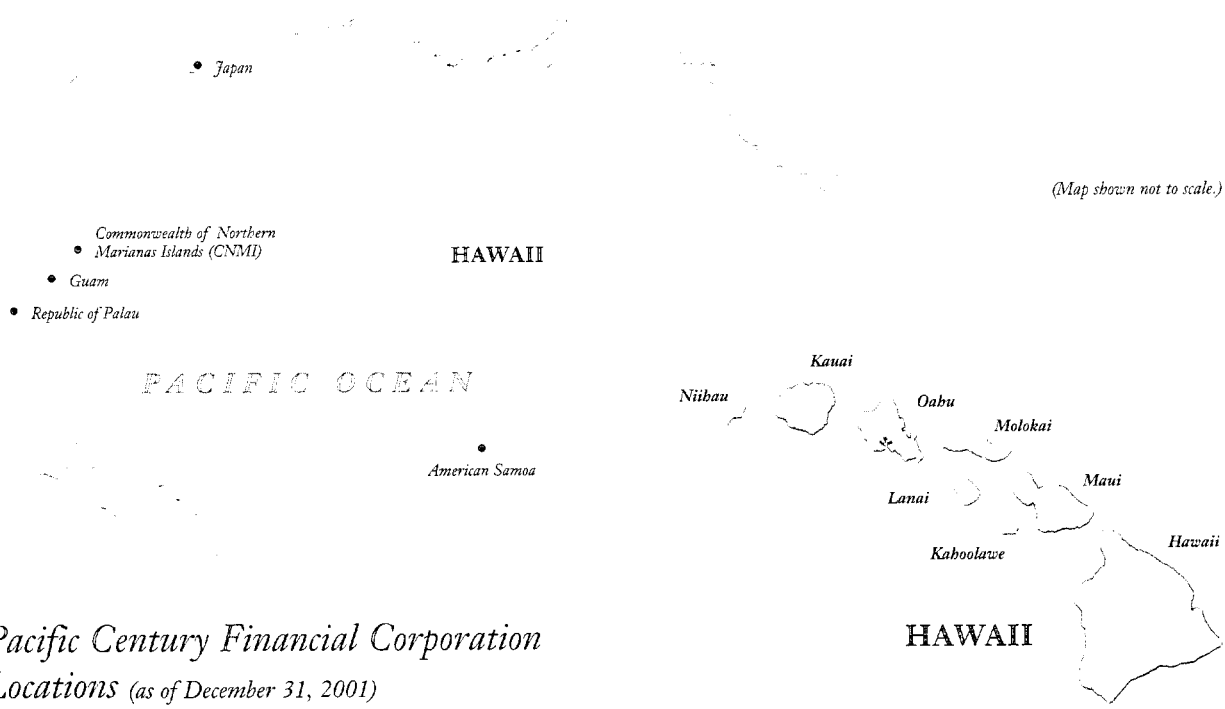 Japan
(Map shown not to scale.)
Commonwealth of Northern
Marianas Islands (CNMI)
HAWAII
Guam
Republic of Palau
PACIFIC OCEAN
American Samoa
Kauai
Niihau
Oahu
Molokai
Lanai
Maui
Kahoolawe
Hawaii
HAWAII
Pacific Century Financial Corporation
Locations (as of December 31, 2001)